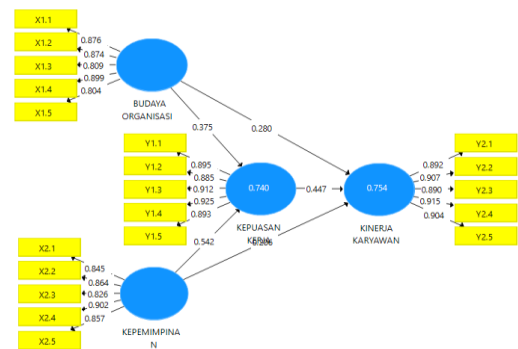 X1.1
X1.2
X1.3
X1.4
X1.5
0.876
0.874
0.809
0.899
0.804
BUDAYA
ORGANISASI
0.375
0.280
Y1.1
Y1.2
Y1.3
Y1.4
Y1.5
0.895
0.885
0.912
0.925
0.893
0.740
KEPUASAN
KERJA
0.447
0.754
KINERJA
KARYAWAN
0.892
0.907
0.890
0.915
0.904
Y2.1
Y2.2
Y2.3
Y2.4
Y2.5
0.542
X2.1
X2.2
X2.3
X2.4
X2.5
0.845
0.864
0.826
0.902
0.857
KEPEMIMPINA
N